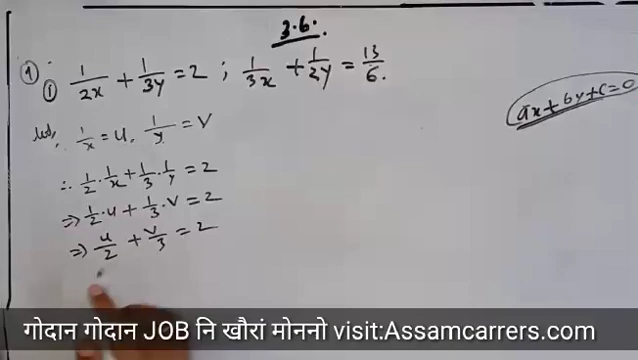 3.6.
① ⓘ 1/2x + 1/3y = 2 ; 1/3x + 1/2y = 13/6.
ax + by + c = 0
Let, 1/x = u, 1/y = v
∴ 1/2 · 1/x + 1/3 · 1/y = 2
⇒ 1/2 · u + 1/3 · v = 2
⇒ u/2 + v/3 = 2
गोदान गोदान JOB नि खौरां मोननो visit:Assamcarrers.com